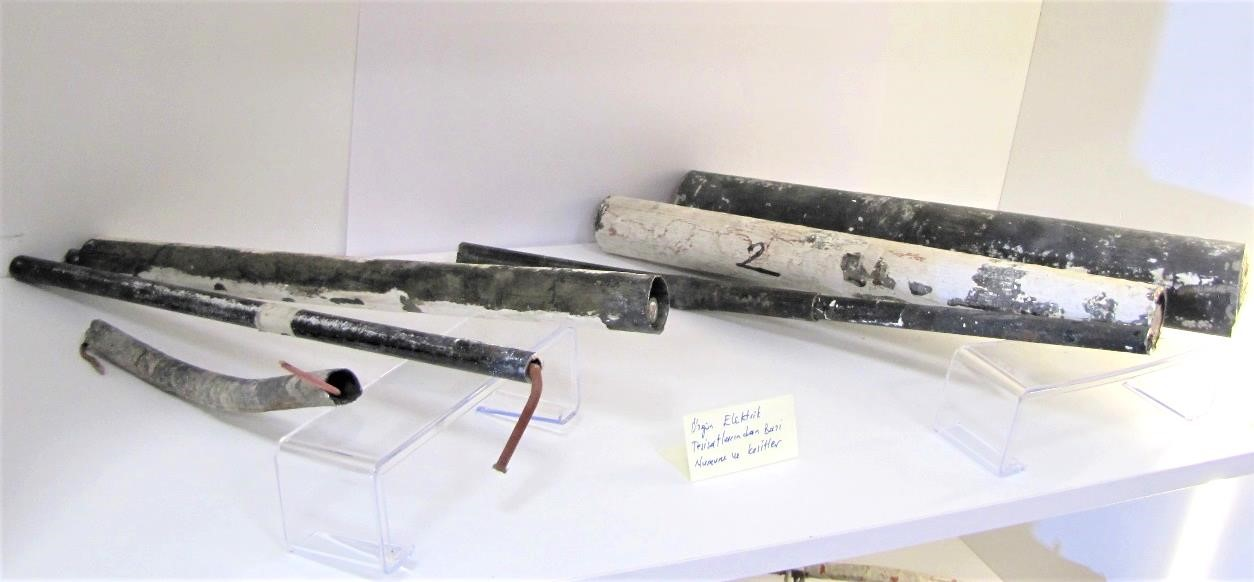 2
Özgün Elektrik
Tesisatlarından Bazı
Numune ve kesitler